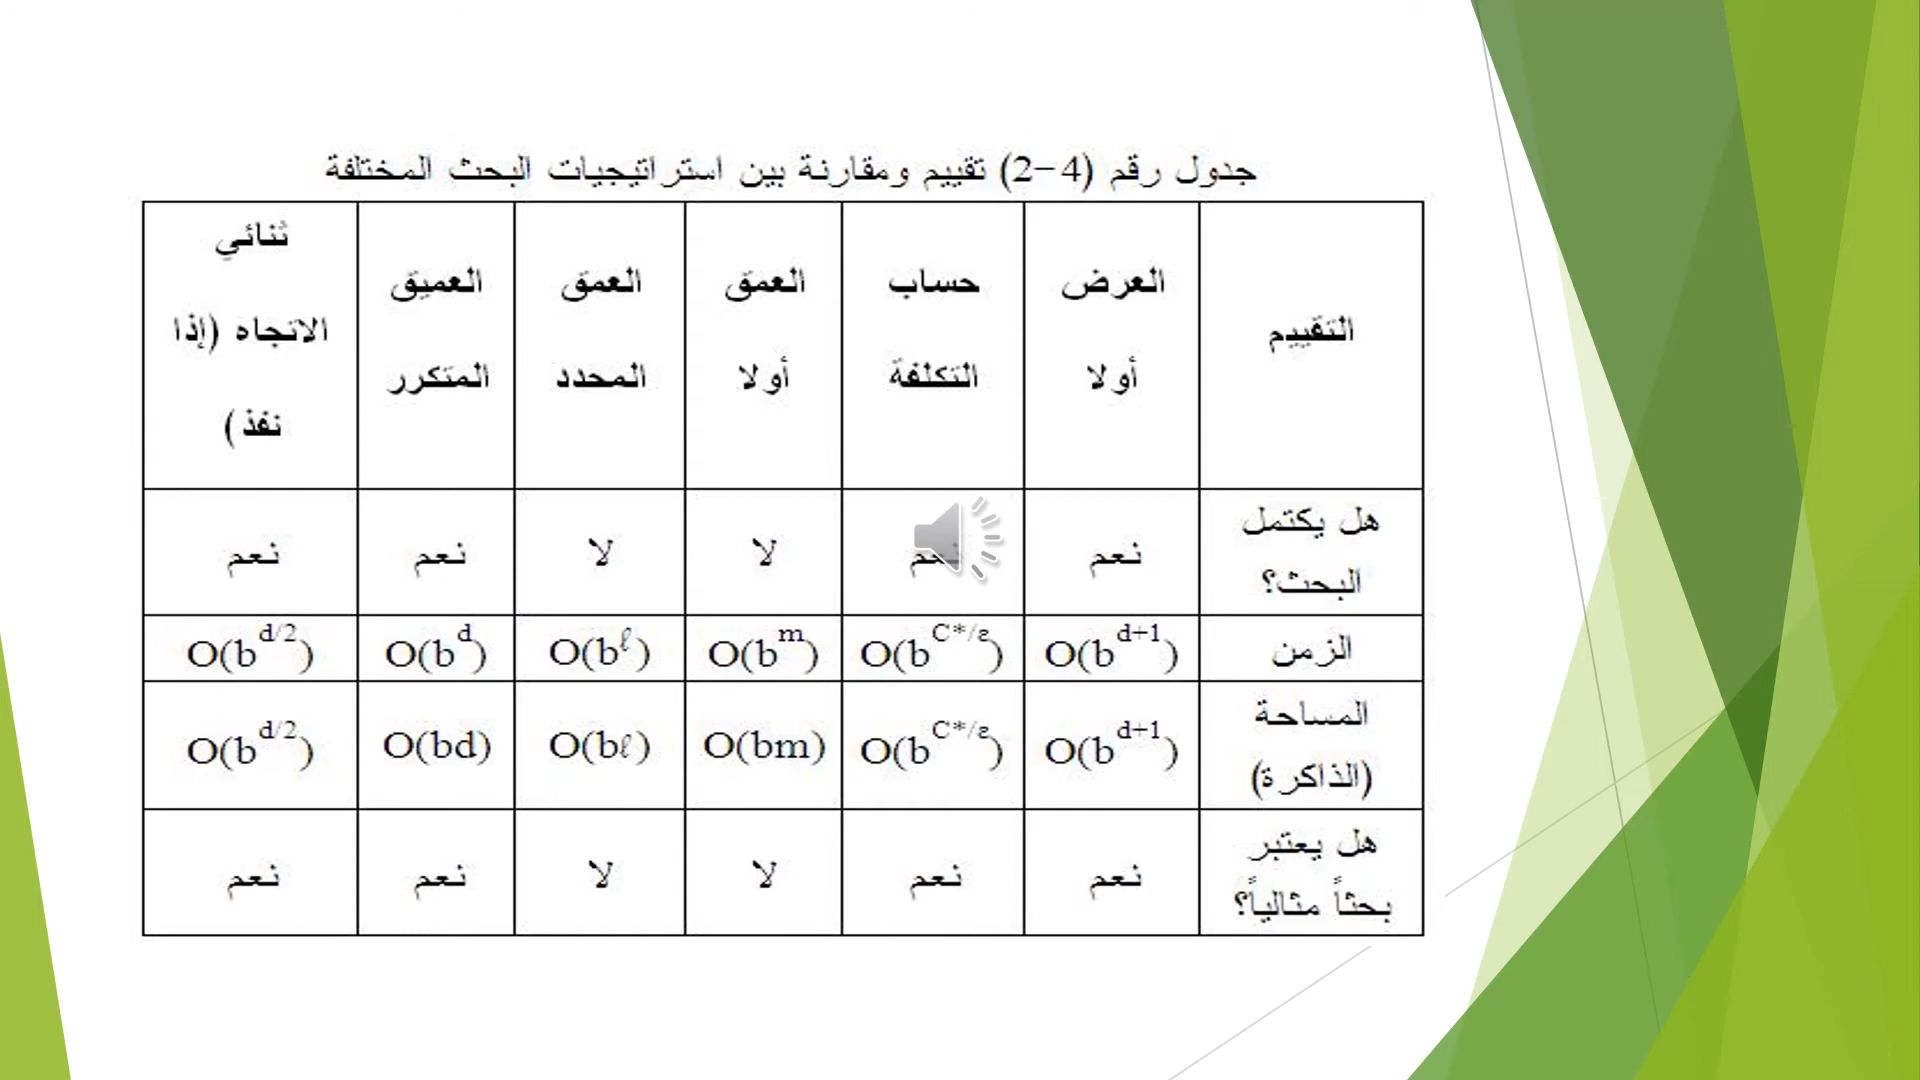 جدول رقم (4-2) تقييم ومقارنة بين استراتيجيات البحث المختلفة
التقييم
العرض
أولا
حساب
التكلفة
العمق
أولا
العمق
المحدد
العميق
المتكرر
ثنائي
الاتجاه (إذا
نفذ)
هل يكتمل
البحث؟
نعم
نعم
لا
لا
نعم
نعم
الزمن
O(b^{d+1})
O(b^{C*/ε})
O(b^m)
O(b^ℓ)
O(b^d)
O(b^{d/2})
المساحة
(الذاكرة)
O(b^{d+1})
O(b^{C*/ε})
O(bm)
O(bℓ)
O(bd)
O(b^{d/2})
هل يعتبر
بحثاً مثالياً؟
نعم
نعم
لا
لا
نعم
نعم